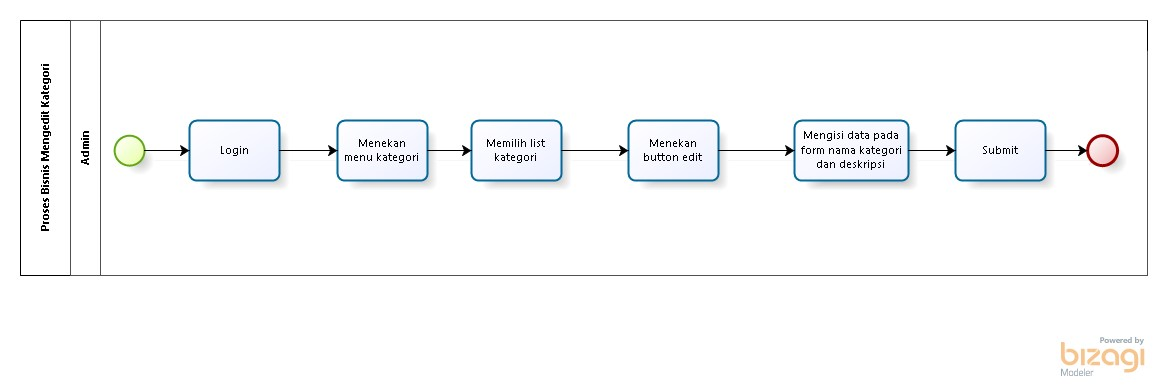 Proses Bisnis Mengedit Kategori
Admin
Login
Menekan
menu kategori
Memilih list
kategori
Menekan
button edit
Mengisi data pada
form nama kategori
dan deskripsi
Submit
Powered by
bizagi
Modeler